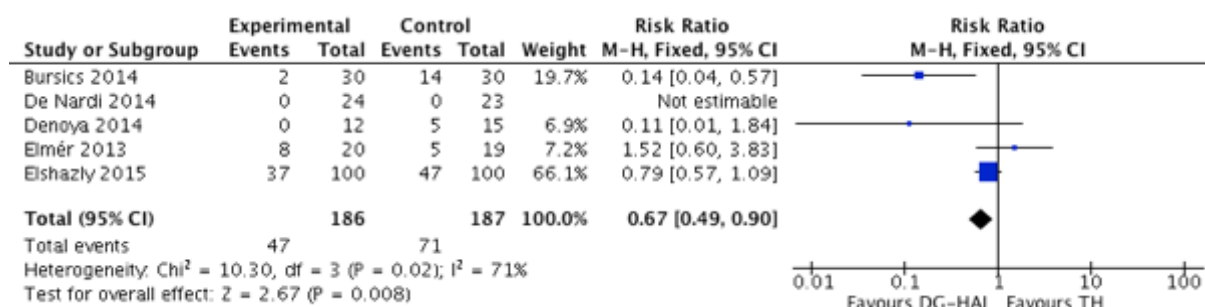 Experimental Control Risk Ratio Risk Ratio
Study or Subgroup Events Total Events Total Weight M-H, Fixed, 95% CI M-H, Fixed, 95% CI
Bursics 2014 2 30 14 30 19.7% 0.14 [0.04, 0.57]
De Nardi 2014 0 24 0 23 Not estimable
Denoya 2014 0 12 5 15 6.9% 0.11 [0.01, 1.84]
Elmér 2013 8 20 5 19 7.2% 1.52 [0.60, 3.83]
Elshazly 2015 37 100 47 100 66.1% 0.79 [0.57, 1.09]
Total (95% CI) 186 187 100.0% 0.67 [0.49, 0.90]
Total events 47 71
Heterogeneity: Chi² = 10.30, df = 3 (P = 0.02); I² = 71%
Test for overall effect: Z = 2.67 (P = 0.008)
0.01 0.1 1 10 100
Favours DG-HAL Favours TH